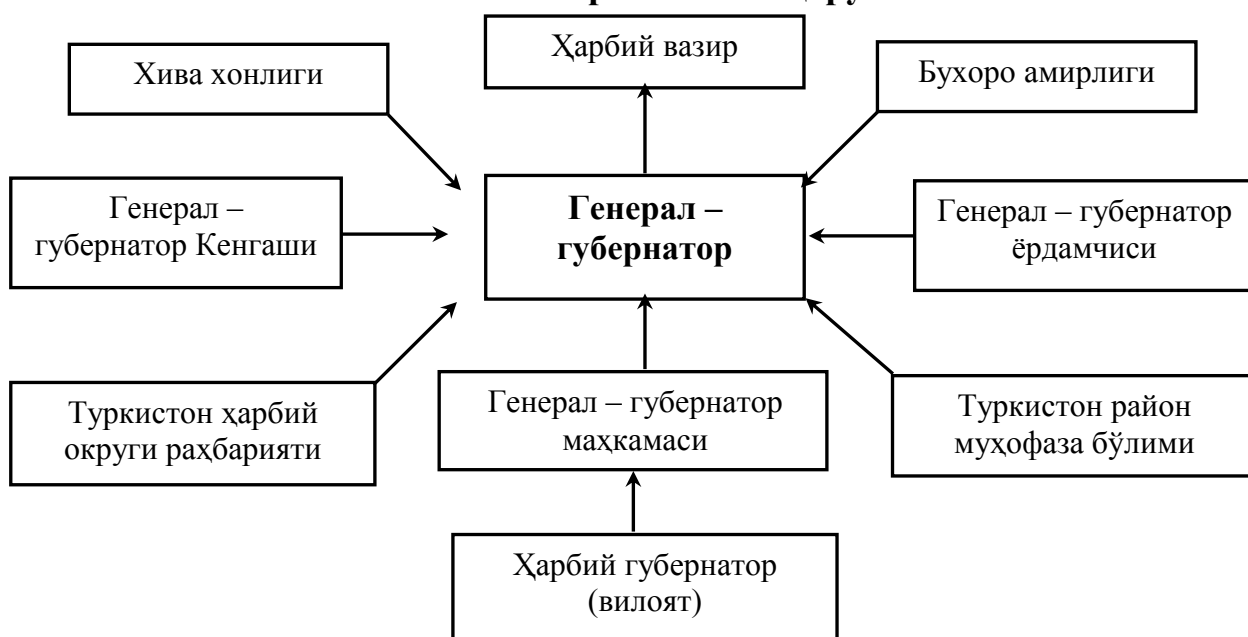 Ҳарбий вазир
Хива хонлиги
Бухоро амирлиги
Генерал –
губернатор Кенгаши
Генерал –
губернатор
Генерал – губернатор
ёрдамчиси
Туркистон ҳарбий
округи раҳбарияти
Генерал – губернатор
маҳкамаси
Туркистон район
муҳофаза бўлими
Ҳарбий губернатор
(вилоят)